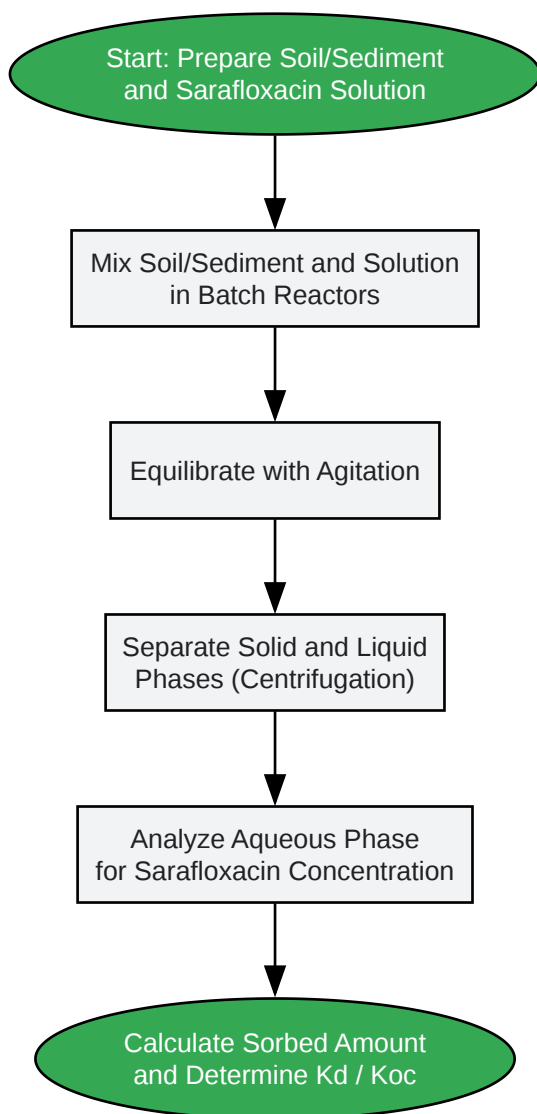 Start: Prepare Soil/Sediment
and Sarafloxacin Solution
Mix Soil/Sediment and Solution
in Batch Reactors
Equilibrate with Agitation
Separate Solid and Liquid
Phases (Centrifugation)
Analyze Aqueous Phase
for Sarafloxacin Concentration
Calculate Sorbed Amount
and Determine Kd / Koc